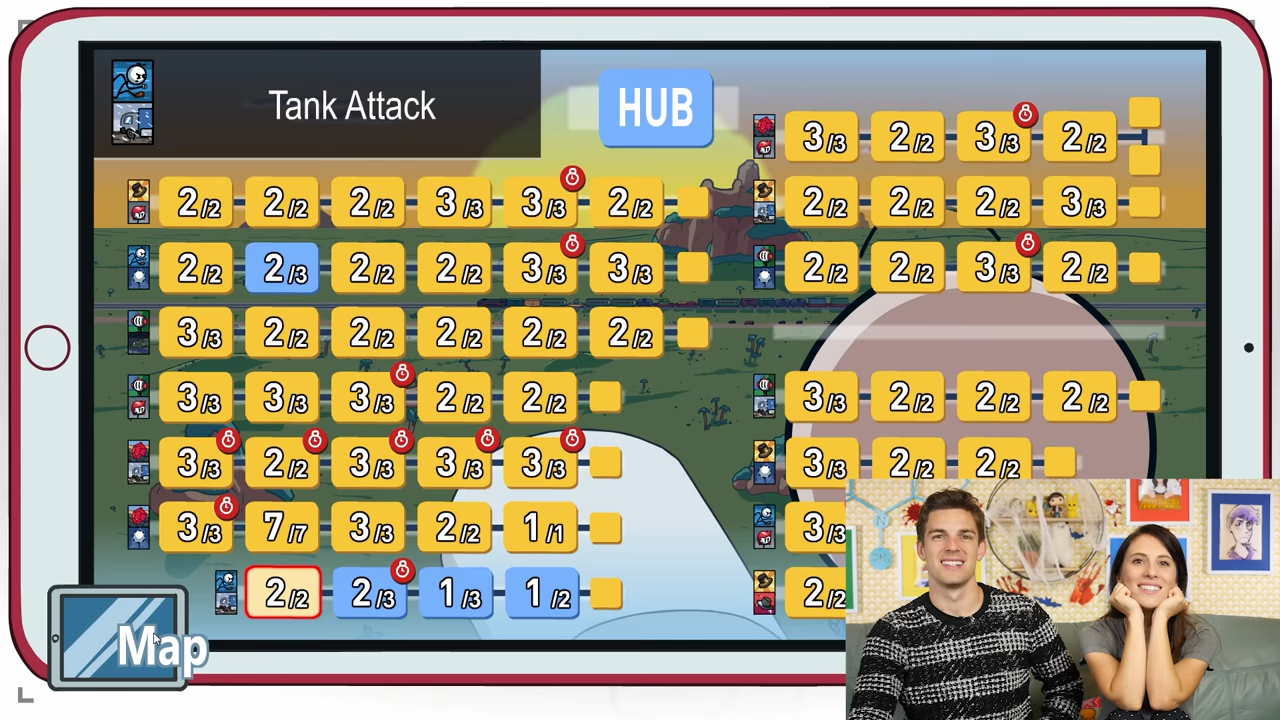 Tank Attack
HUB
3/3 2/2 3/3 2/2
2/2 2/2 2/2 3/3 3/3 2/2
2/2 2/2 2/2 3/3
2/2 2/3 2/2 2/2 3/3 3/3
2/2 2/2 3/3 2/2
3/3 2/2 2/2 2/2 2/2 2/2
3/3 3/3 3/3 2/2 2/2
3/3 2/2 2/2 2/2
3/3 2/2 3/3 3/3 3/3
3/3 2/2 2/2
3/3 7/7 3/3 2/2 1/1
3/3
2/2 2/3 1/3 1/2
2/2
Map